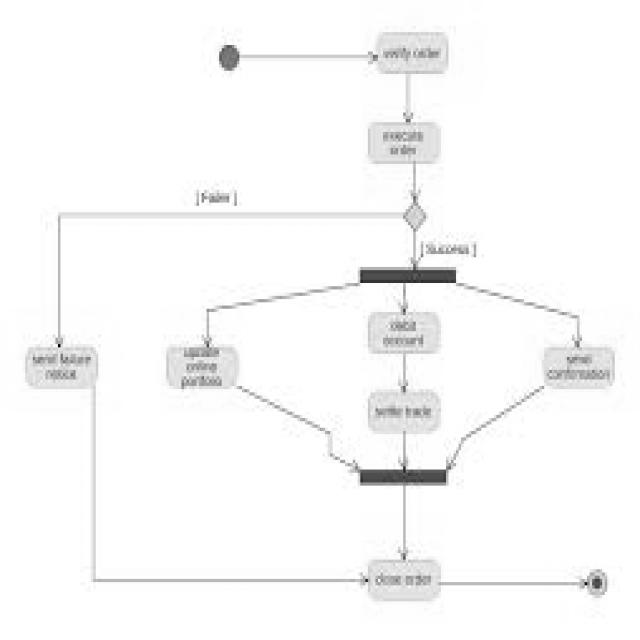 verify order
execute
order
[ Failer ]
[ Success ]
debit
account
send failure
notice
update
online
portfolio
send
confirmation
settle trade
close order